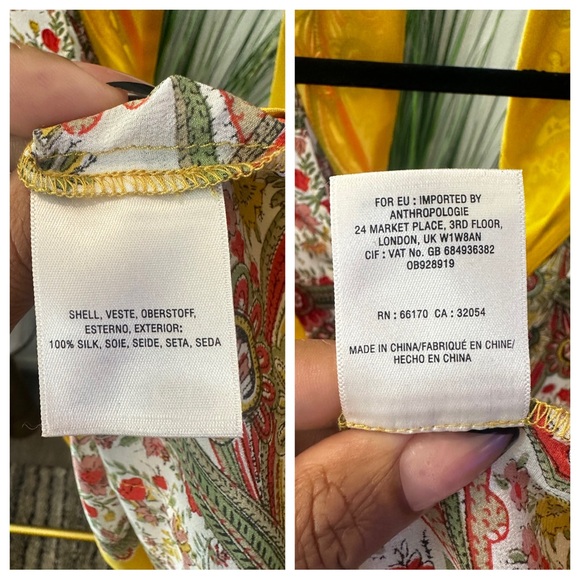 SHELL, VESTE, OBERSTOFF,
ESTERNO, EXTERIOR:
100% SILK, SOIE, SEIDE, SETA, SEDA
FOR EU : IMPORTED BY
ANTHROPOLOGIE
24 MARKET PLACE, 3RD FLOOR,
LONDON, UK W1W8AN
CIF : VAT No. GB 684936382
OB928919
RN : 66170 CA : 32054
MADE IN CHINA/FABRIQUÉ EN CHINE/
HECHO EN CHINA